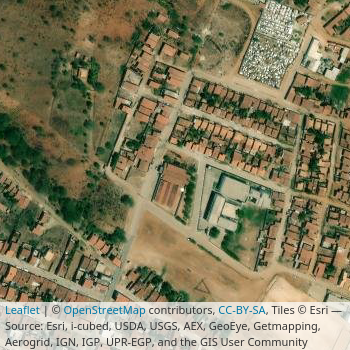 Leaflet | © OpenStreetMap contributors, CC-BY-SA, Tiles © Esri —
Source: Esri, i-cubed, USDA, USGS, AEX, GeoEye, Getmapping,
Aerogrid, IGN, IGP, UPR-EGP, and the GIS User Community